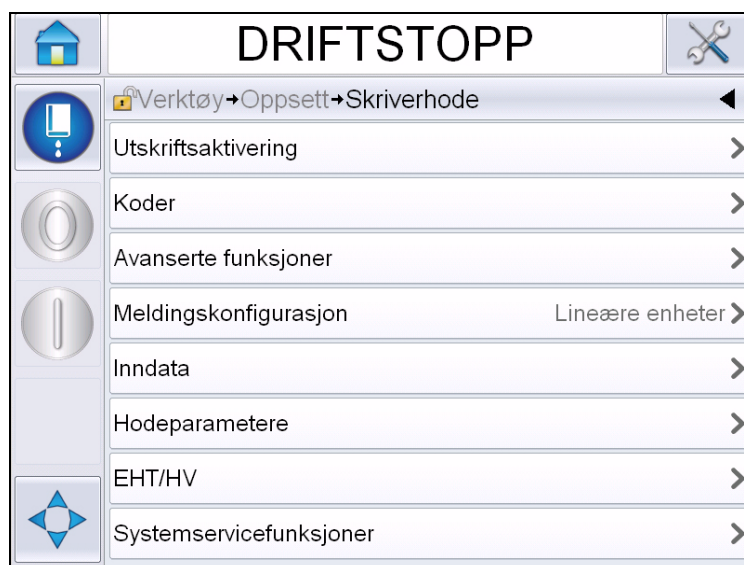 DRIFTSTOPP
Verktøy→Oppsett→Skriverhode
Utskriftsaktivering
Koder
Avanserte funksjoner
Meldingskonfigurasjon Lineære enheter
Inndata
Hodeparametere
EHT/HV
Systemservicefunksjoner